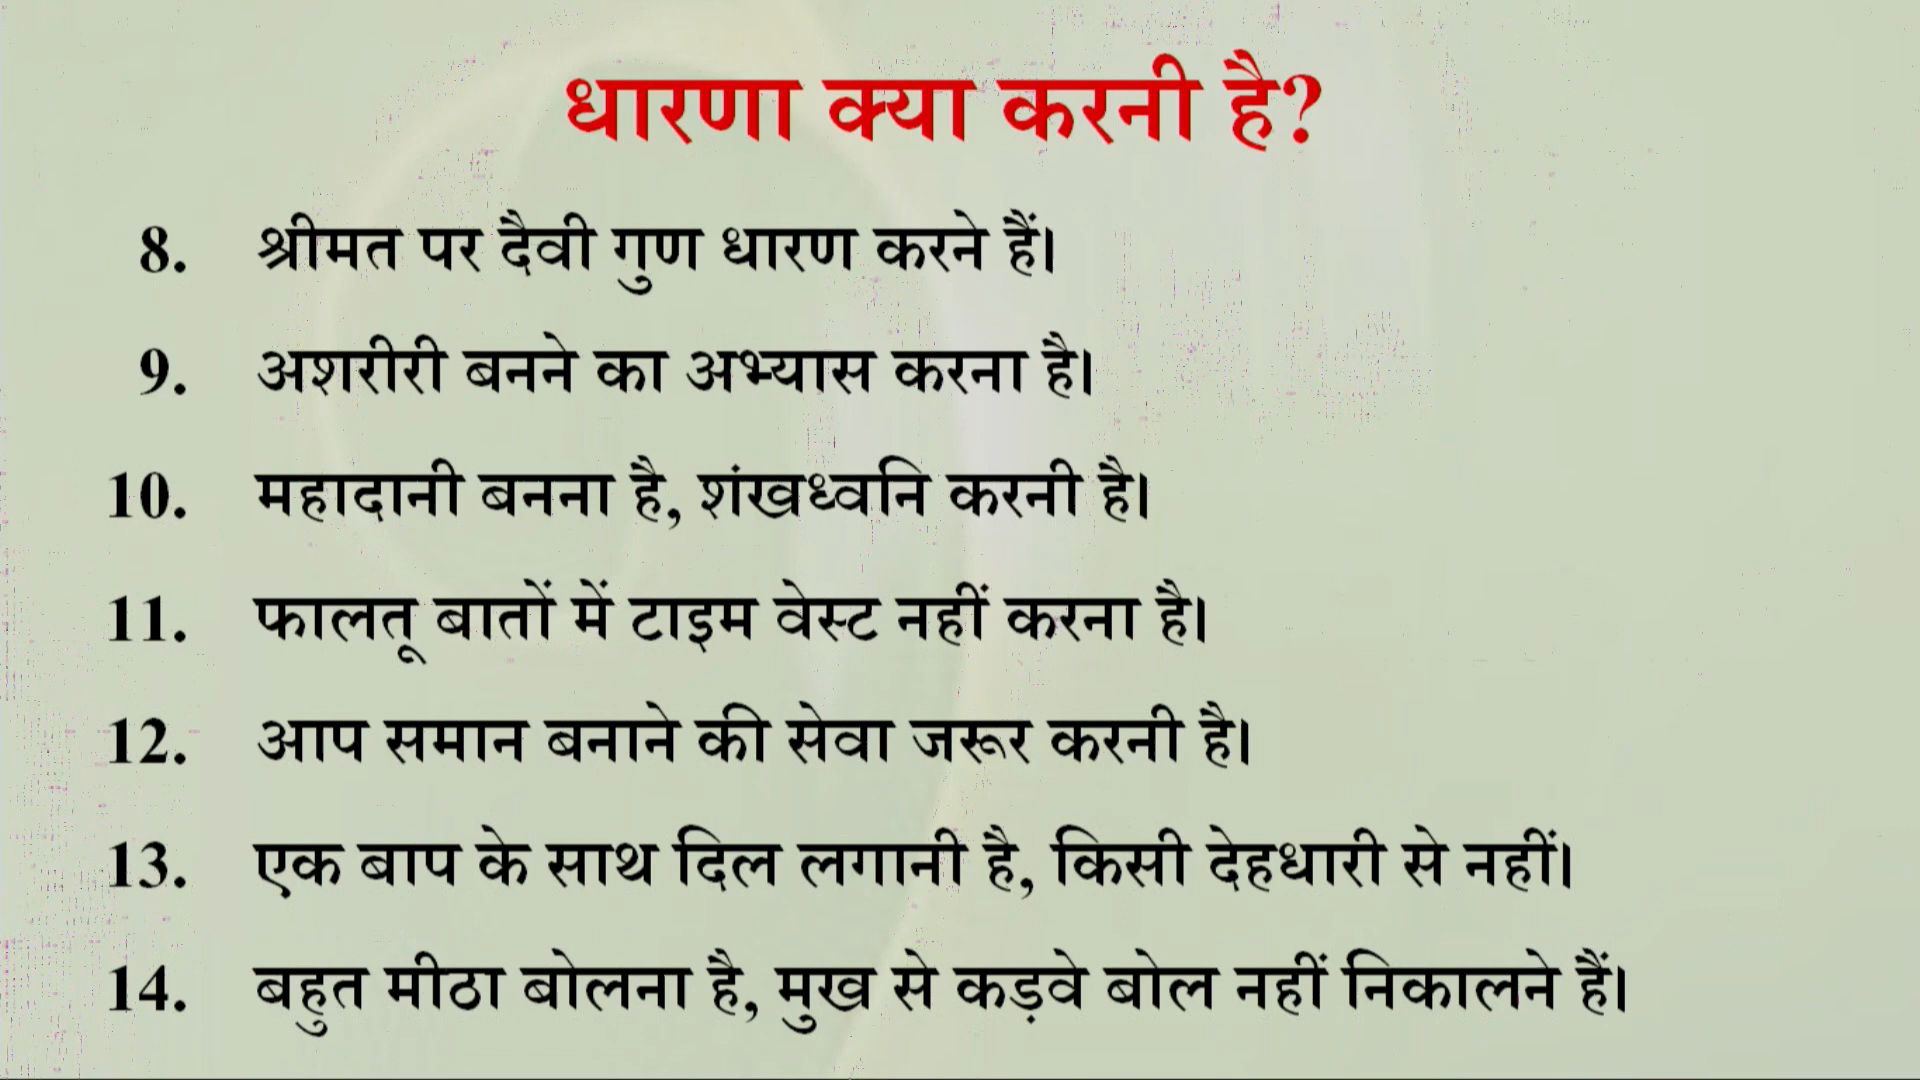 धारणा क्या करनी है?
8. श्रीमत पर दैवी गुण धारण करने हैं।
9. अशरीरी बनने का अभ्यास करना है।
10. महादानी बनना है, शंखध्वनि करनी है।
11. फालतू बातों में टाइम वेस्ट नहीं करना है।
12. आप समान बनाने की सेवा जरूर करनी है।
13. एक बाप के साथ दिल लगानी है, किसी देहधारी से नहीं।
14. बहुत मीठा बोलना है, मुख से कड़वे बोल नहीं निकालने हैं।